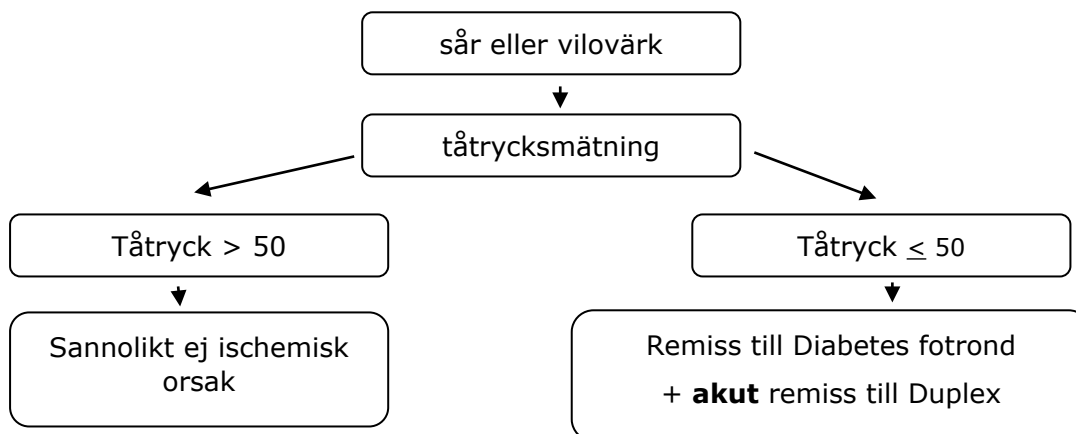 sår eller vilovärk
tåtrycksmätning
Tåtryck > 50
Tåtryck ≤ 50
Sannolikt ej ischemisk
orsak
Remiss till Diabetes fotrond
+ akut remiss till Duplex